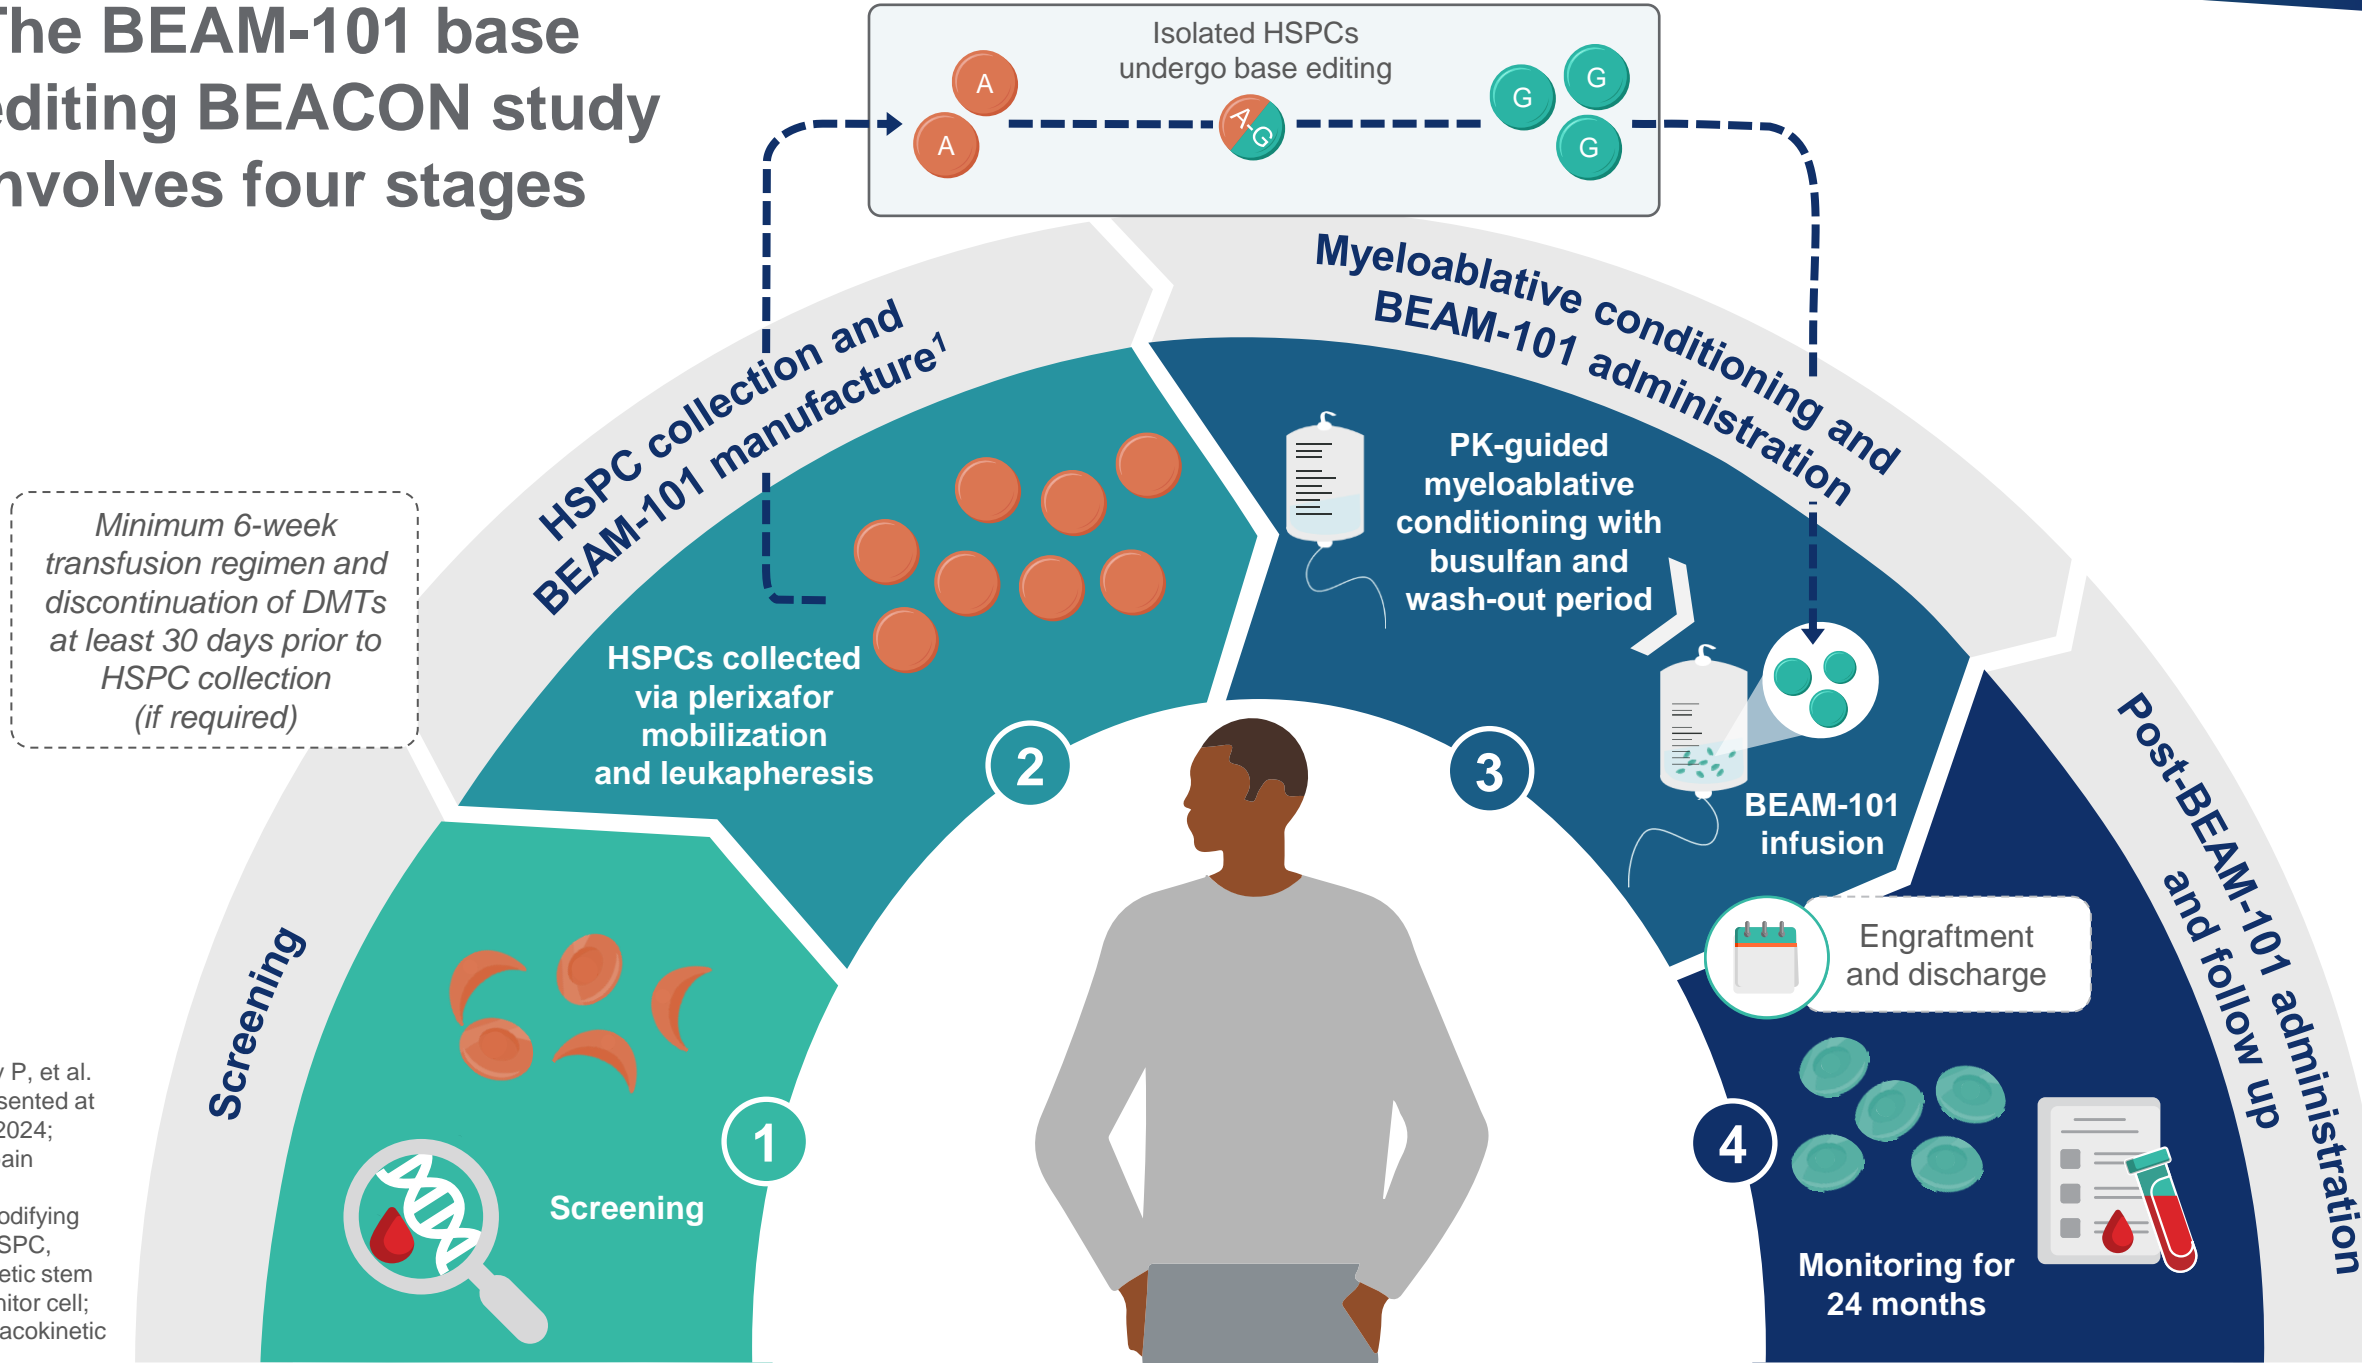 The BEAM-101 base
editing BEACON study
involves four stages
Isolated HSPCs
undergo base editing
A
A
A-G
G
G
G
HSPC collection and
BEAM-101 manufacture¹
Myeloablative conditioning and
BEAM-101 administration
Minimum 6-week
transfusion regimen and
discontinuation of DMTs
at least 30 days prior to
HSPC collection
(if required)
HSPCs collected
via plerixafor
mobilization
and leukapheresis
2
PK-guided
myeloablative
conditioning with
busulfan and
wash-out period
3
BEAM-101
infusion
Post-BEAM-101 administration
and follow up
Engraftment
and discharge
4
Monitoring for
24 months
Screening
1
Screening
P, et al.
sented at
2024;
ain
odifying
SPC,
etic stem
nitor cell;
acokinetic